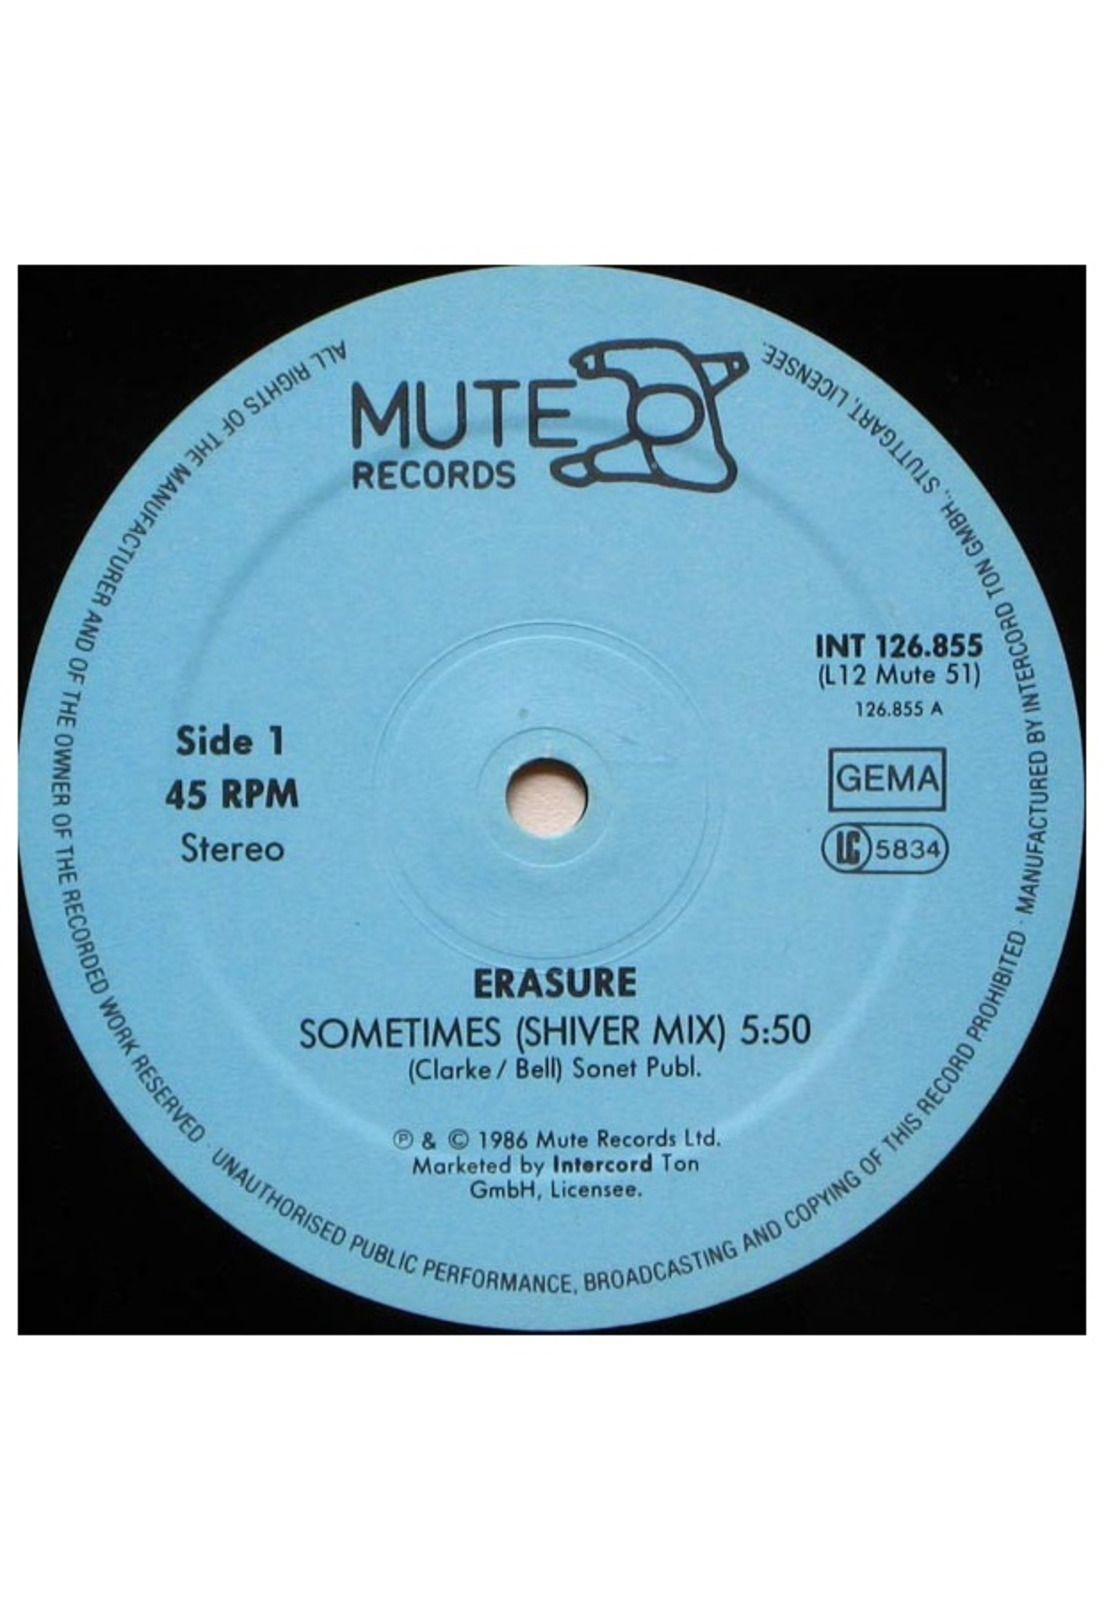 MUTE
RECORDS
INT 126.855
(L12 Mute 51)
126.855 A
GEMA
LC 5834
Side 1
45 RPM
Stereo
ERASURE
SOMETIMES (SHIVER MIX) 5:50
(Clarke / Bell) Sonet Publ.
℗ & © 1986 Mute Records Ltd.
Marketed by Intercord Ton
GmbH, Licensee.
ALL RIGHTS OF THE MANUFACTURER AND OF THE OWNER OF THE RECORDED WORK RESERVED · UNAUTHORISED PUBLIC PERFORMANCE, BROADCASTING AND COPYING OF THIS RECORD PROHIBITED · MANUFACTURED BY INTERCORD TON GMBH., STUTTGART, LICENSEE.